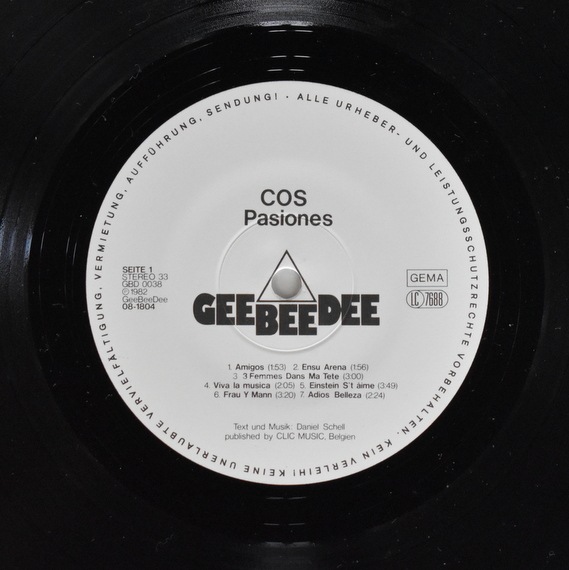 ALLE URHEBER- UND LEISTUNGSSCHUTZRECHTE VORBEHALTEN. KEIN VERLEIH! KEINE UNERLAUBTE VERVIELFÄLTIGUNG, VERMIETUNG, AUFFÜHRUNG, SENDUNG! ·
COS
Pasiones
SEITE 1
STEREO 33
GBD 0038
℗1982
GeeBeeDee
08-1804
GEMA
LC 7688
GEEBEEDEE
1. Amigos (1:53) 2. Ensu Arena (1:56)
3. 3 Femmes Dans Ma Tete (3:00)
4. Viva la musica (2:05) 5. Einstein S't àime (3:49)
6. Frau Y Mann (3:20) 7. Adios Belleza (2:24)
Text und Musik: Daniel Schell
published by CLIC MUSIC, Belgien